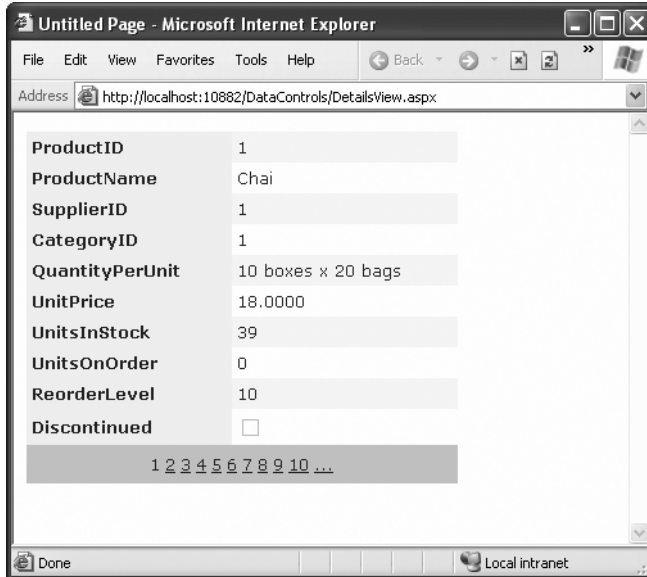 Untitled Page - Microsoft Internet Explorer
File Edit View Favorites Tools Help Back »
Address http://localhost:10882/DataControls/DetailsView.aspx
ProductID 1
ProductName Chai
SupplierID 1
CategoryID 1
QuantityPerUnit 10 boxes x 20 bags
UnitPrice 18.0000
UnitsInStock 39
UnitsOnOrder 0
ReorderLevel 10
Discontinued
1 2 3 4 5 6 7 8 9 10 ...
Done Local intranet